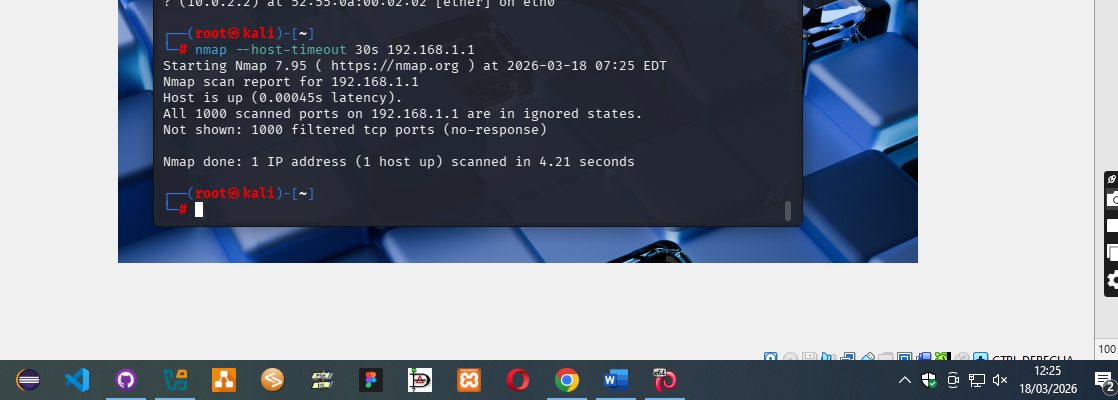 ? (10.0.2.2) at 52:55:0a:00:02:02 [ether] on eth0
┌──(root㉿kali)-[~]
└─# nmap --host-timeout 30s 192.168.1.1
Starting Nmap 7.95 ( https://nmap.org ) at 2026-03-18 07:25 EDT
Nmap scan report for 192.168.1.1
Host is up (0.00045s latency).
All 1000 scanned ports on 192.168.1.1 are in ignored states.
Not shown: 1000 filtered tcp ports (no-response)
Nmap done: 1 IP address (1 host up) scanned in 4.21 seconds
┌──(root㉿kali)-[~]
└─#
100
CTRL DERECHA
12:25
18/03/2026
2